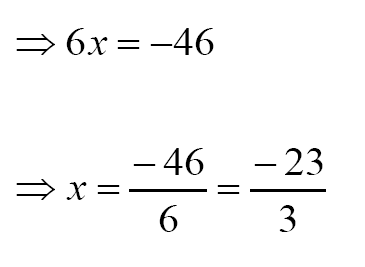 ⇒ 6x = −46
⇒ x = −46/6 = −23/3